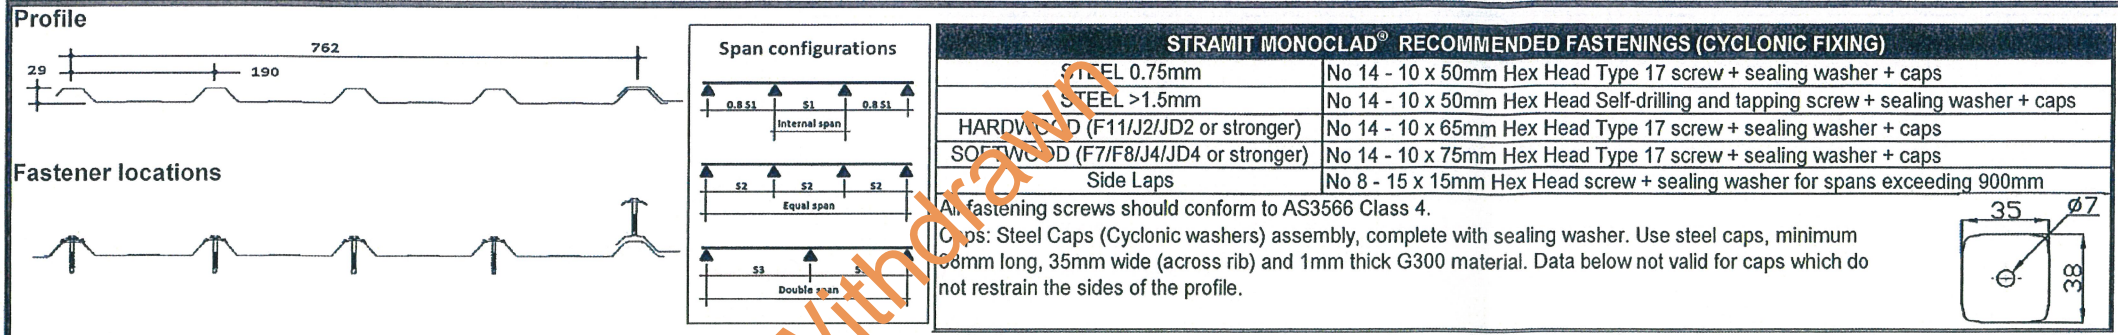 Profile
762
29
190
Fastener locations
Span configurations
0.8 S1 S1 0.8 S1
Internal span
S2 S2 S2
Equal span
S3
Double span
STRAMIT MONOCLAD® RECOMMENDED FASTENINGS (CYCLONIC FIXING)
STEEL 0.75mm No 14 - 10 x 50mm Hex Head Type 17 screw + sealing washer + caps
STEEL >1.5mm No 14 - 10 x 50mm Hex Head Self-drilling and tapping screw + sealing washer + caps
HARDWOOD (F11/J2/JD2 or stronger) No 14 - 10 x 65mm Hex Head Type 17 screw + sealing washer + caps
SOFTWOOD (F7/F8/J4/JD4 or stronger) No 14 - 10 x 75mm Hex Head Type 17 screw + sealing washer + caps
Side Laps No 8 - 15 x 15mm Hex Head screw + sealing washer for spans exceeding 900mm
All fastening screws should conform to AS3566 Class 4.
Caps: Steel Caps (Cyclonic washers) assembly, complete with sealing washer. Use steel caps, minimum
38mm long, 35mm wide (across rib) and 1mm thick G300 material. Data below not valid for caps which do
not restrain the sides of the profile.
35 ø7
38
Withdrawn